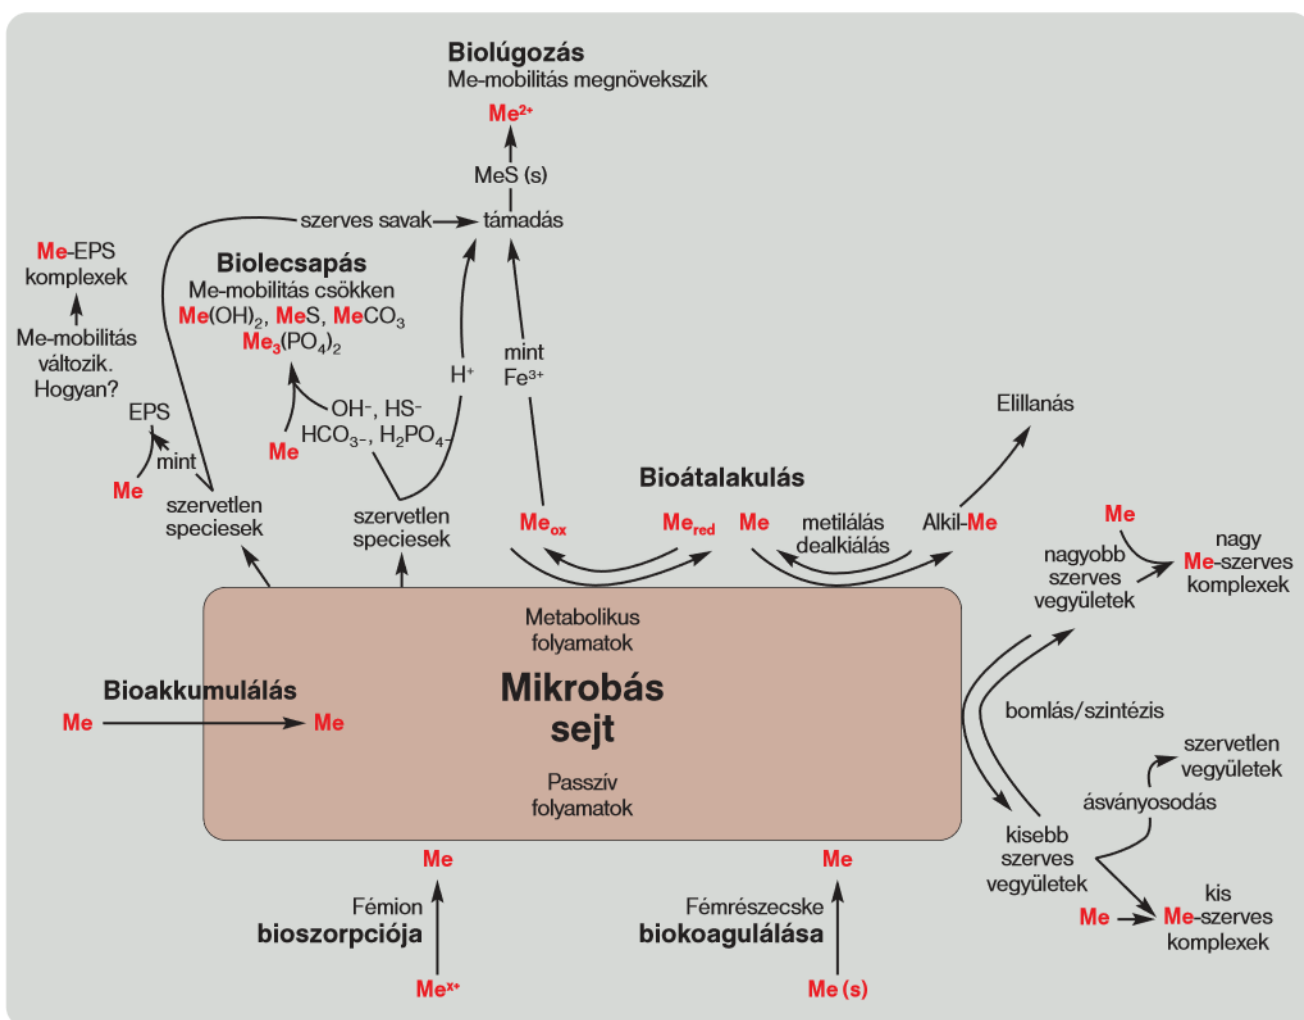 Biolúgozás
Me-mobilitás megnövekszik
Me²⁺
MeS (s)
szerves savak
támadás
Me-EPS
komplexek
Me-mobilitás
változik.
Hogyan?
EPS
mint
Me
szervetlen
speciesek
Biolecsapás
Me-mobilitás csökken
Me(OH)₂, MeS, MeCO₃
Me₃(PO₄)₂
OH⁻, HS⁻
HCO₃₋, H₂PO₄₋
Me
H⁺
szervetlen
speciesek
mint
Fe³⁺
Bioátalakulás
Meₒₓ
Me_red
Me
metilálás
dealkiálás
Alkil-Me
Elillanás
Me
nagyobb
szerves
vegyületek
nagy
Me-szerves
komplexek
Metabolikus
folyamatok
Mikrobás
sejt
Passzív
folyamatok
Bioakkumulálás
Me
Me
bomlás/szintézis
szervetlen
vegyületek
ásványosodás
kisebb
szerves
vegyületek
Me
kis
Me-szerves
komplexek
Me
Fémion
bioszorpciója
Meˣ⁺
Me
Fémrészecske
biokoagulálása
Me (s)